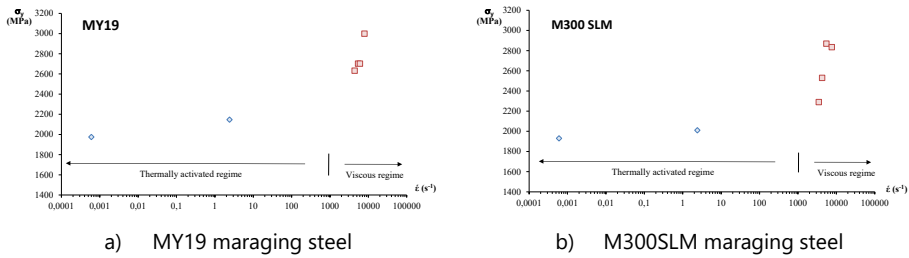 σy
(MPa)
MY19
3200
3000
2800
2600
2400
2200
2000
1800
1600
1400
Thermally activated regime
Viscous regime
ε̇ (s-1)
0,0001
0,001
0,01
0,1
1
10
100
1000
10000
100000
a) MY19 maraging steel
σy
(MPa)
M300 SLM
3200
3000
2800
2600
2400
2200
2000
1800
1600
1400
Thermally activated regime
Viscous regime
ε̇ (s-1)
0,0001
0,001
0,01
0,1
1
10
100
1000
10000
100000
b) M300SLM maraging steel